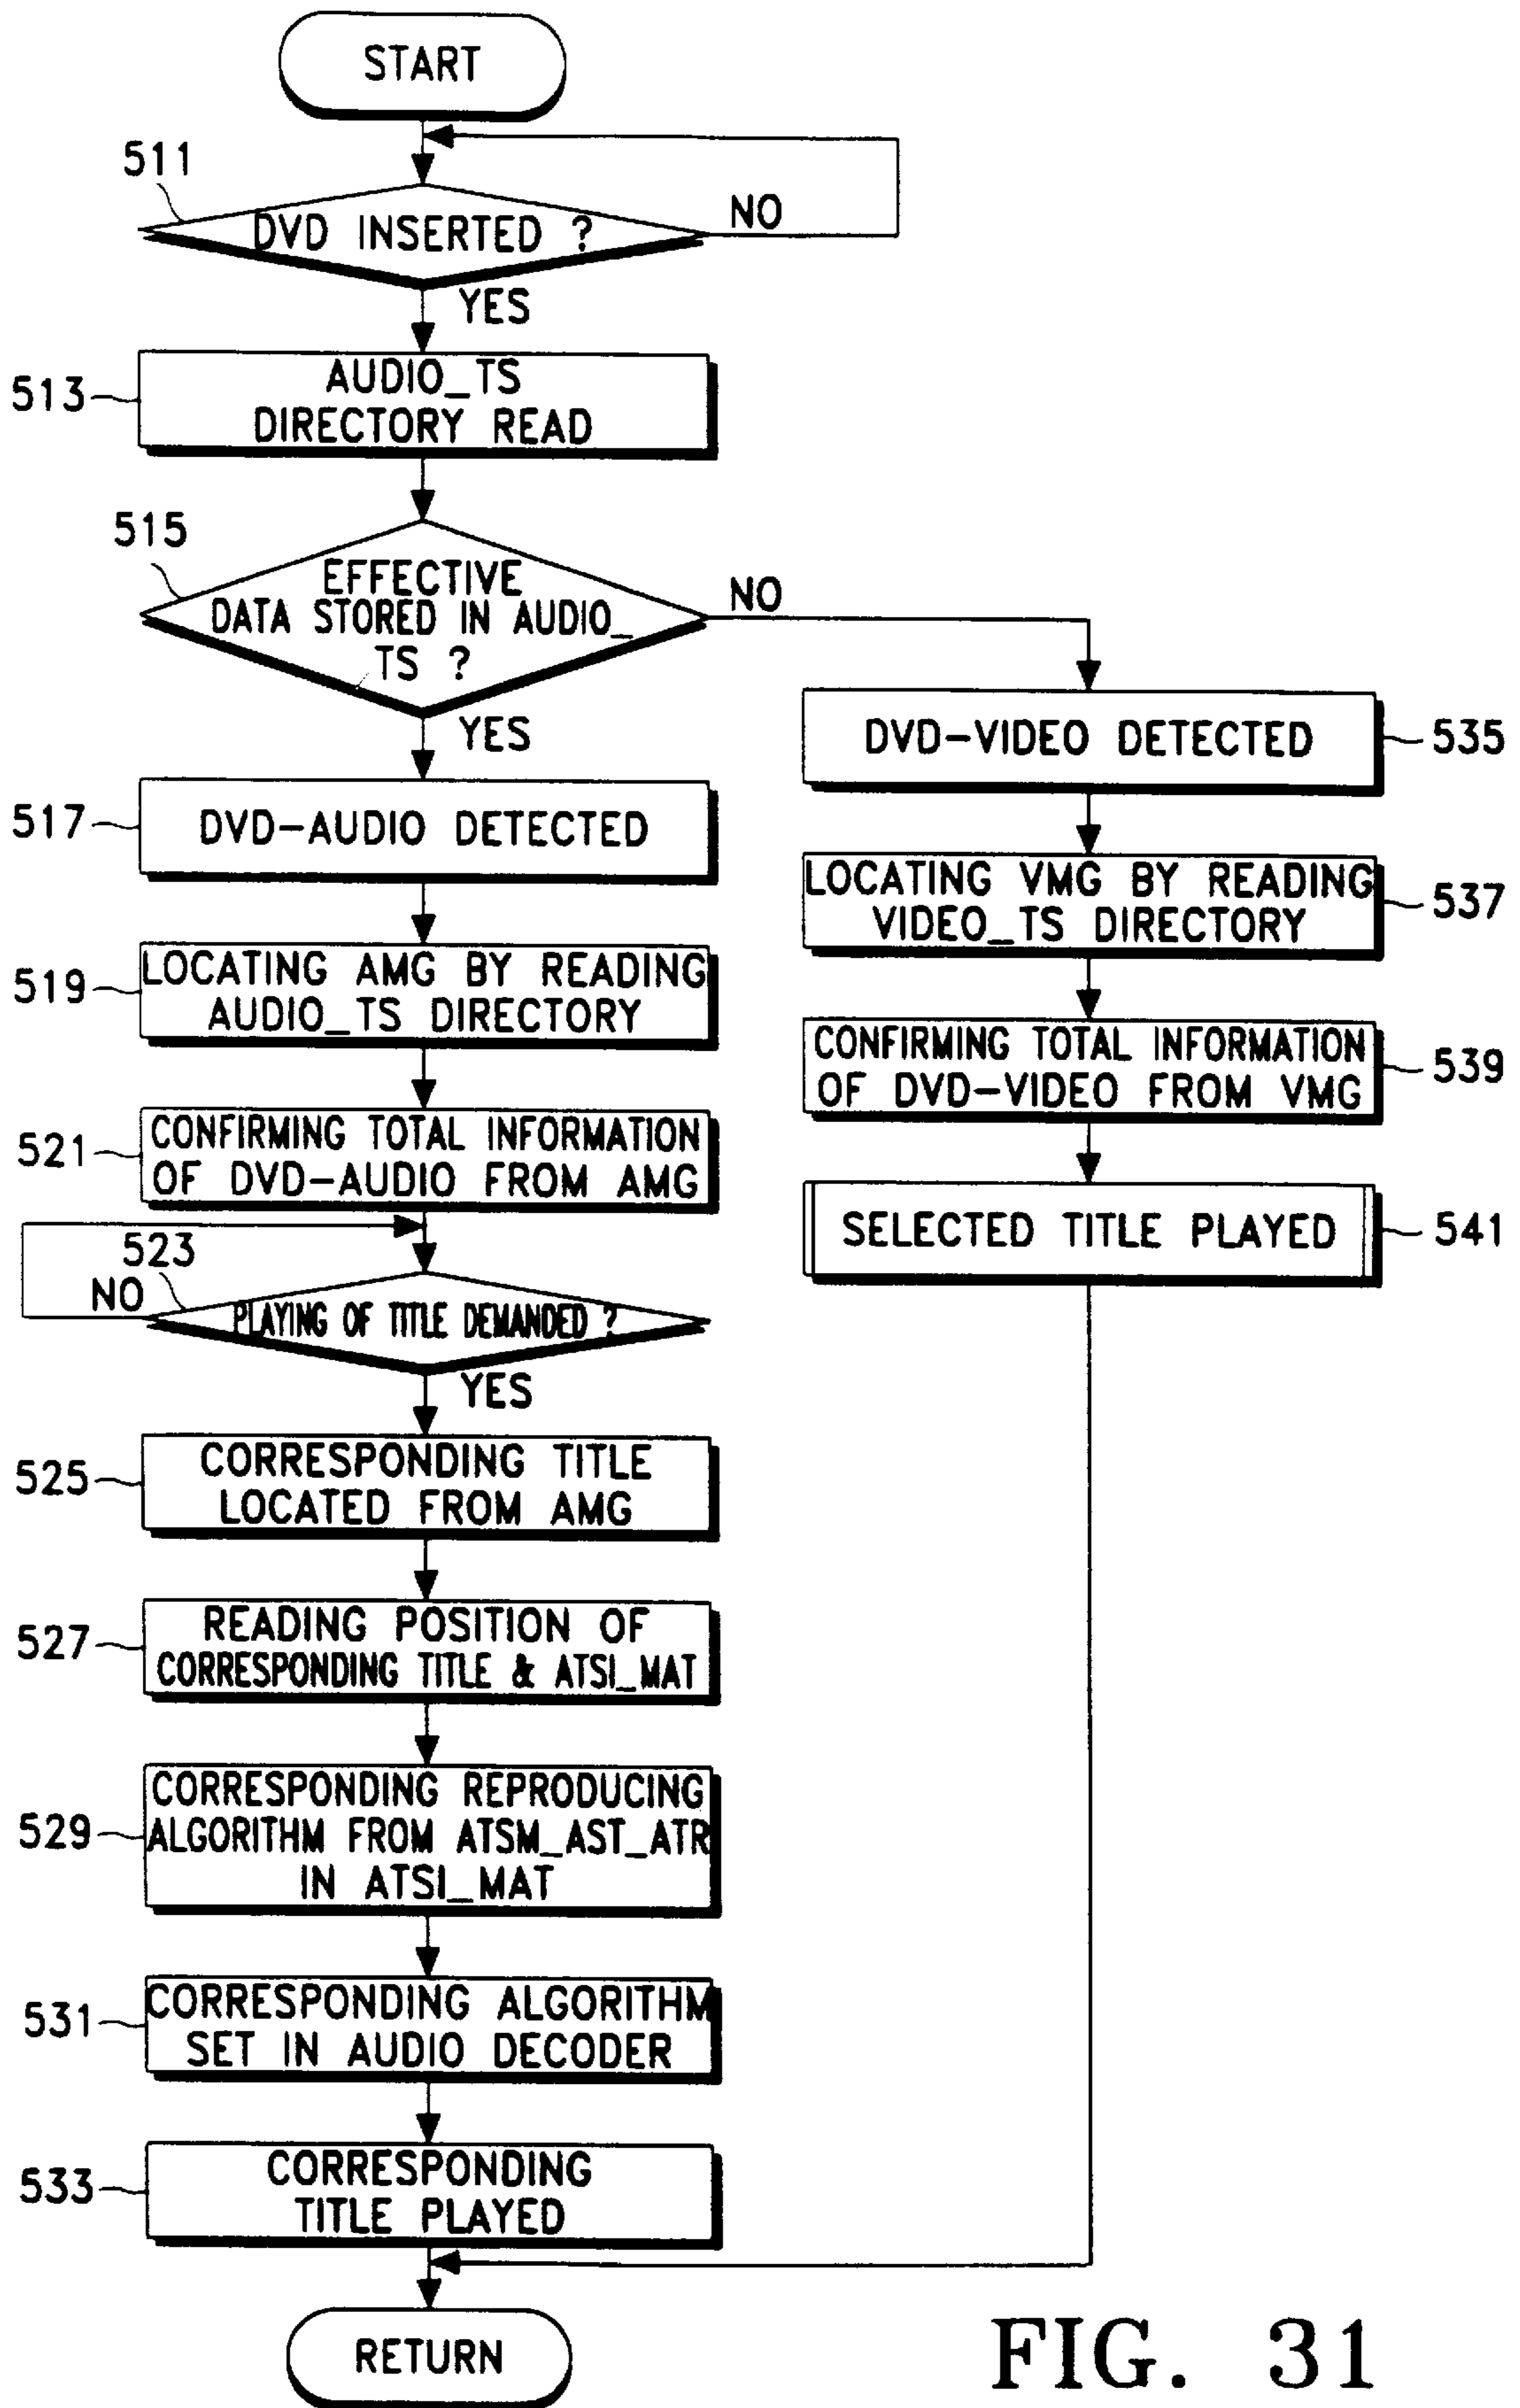 START
511
DVD INSERTED ?
NO
YES
513
AUDIO_TS
DIRECTORY READ
515
EFFECTIVE
DATA STORED IN AUDIO_
TS ?
NO
YES
517
DVD-AUDIO DETECTED
519
LOCATING AMG BY READING
AUDIO_TS DIRECTORY
521
CONFIRMING TOTAL INFORMATION
OF DVD-AUDIO FROM AMG
523
NO
PLAYING OF TITLE DEMANDED ?
YES
525
CORRESPONDING TITLE
LOCATED FROM AMG
527
READING POSITION OF
CORRESPONDING TITLE & ATSI_MAT
529
CORRESPONDING REPRODUCING
ALGORITHM FROM ATSM_AST_ATR
IN ATSI_MAT
531
CORRESPONDING ALGORITHM
SET IN AUDIO DECODER
533
CORRESPONDING
TITLE PLAYED
RETURN
DVD-VIDEO DETECTED
535
LOCATING VMG BY READING
VIDEO_TS DIRECTORY
537
CONFIRMING TOTAL INFORMATION
OF DVD-VIDEO FROM VMG
539
SELECTED TITLE PLAYED
541
FIG. 31